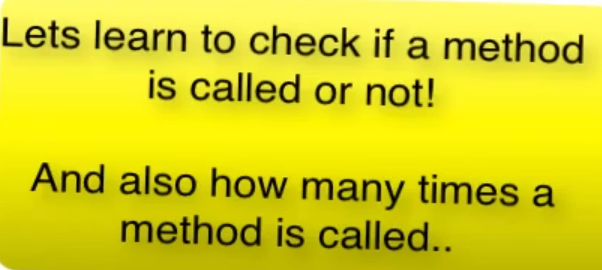 Lets learn to check if a method
is called or not!
And also how many times a
method is called..